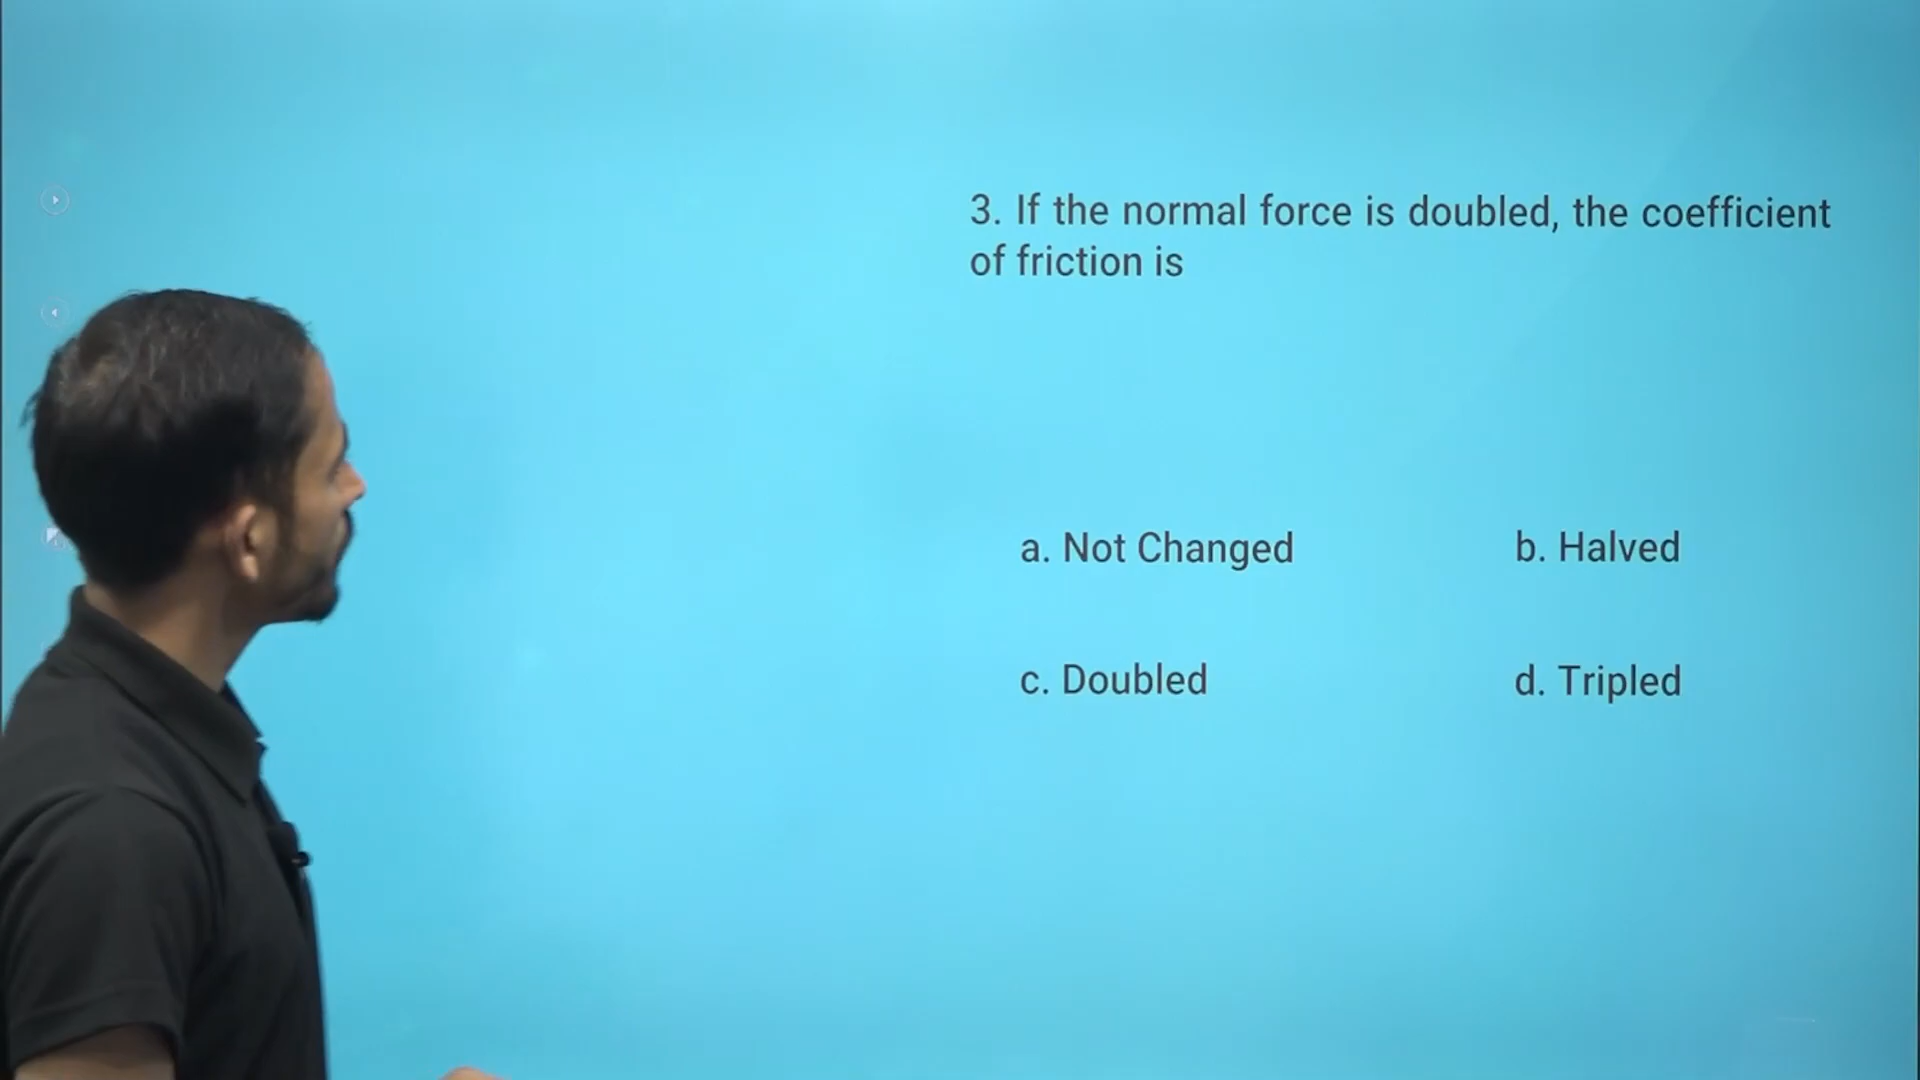 3. If the normal force is doubled, the coefficient
of friction is
a. Not Changed
b. Halved
c. Doubled
d. Tripled